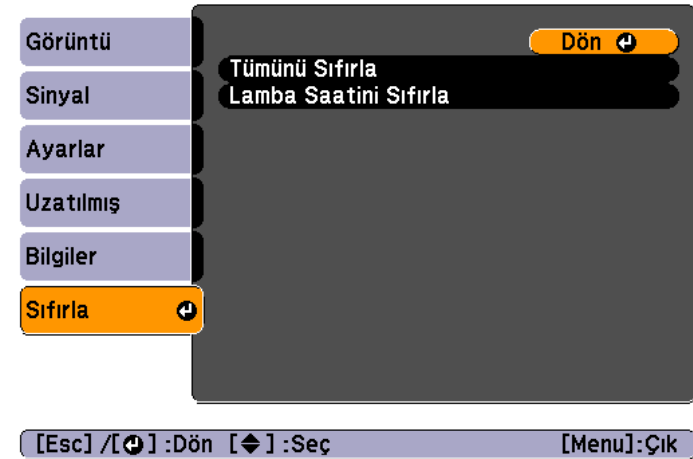 Görüntü
Sinyal
Ayarlar
Uzatılmış
Bilgiler
Sıfırla
Dön
Tümünü Sıfırla
Lamba Saatini Sıfırla
[Esc] /[ ] :Dön [ ] :Seç [Menu]:Çık